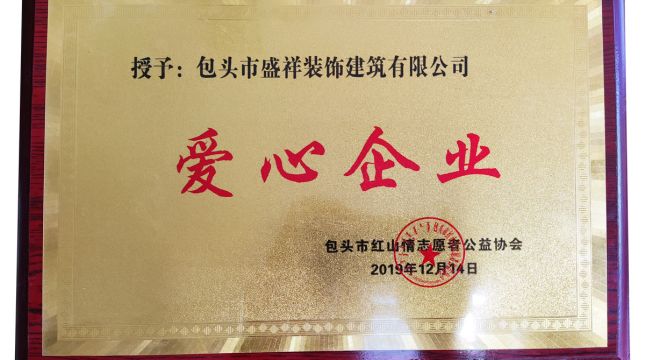 授予：包头市盛祥装饰建筑有限公司
爱心企业
包头市红山情志愿者公益协会
2019年12月14日